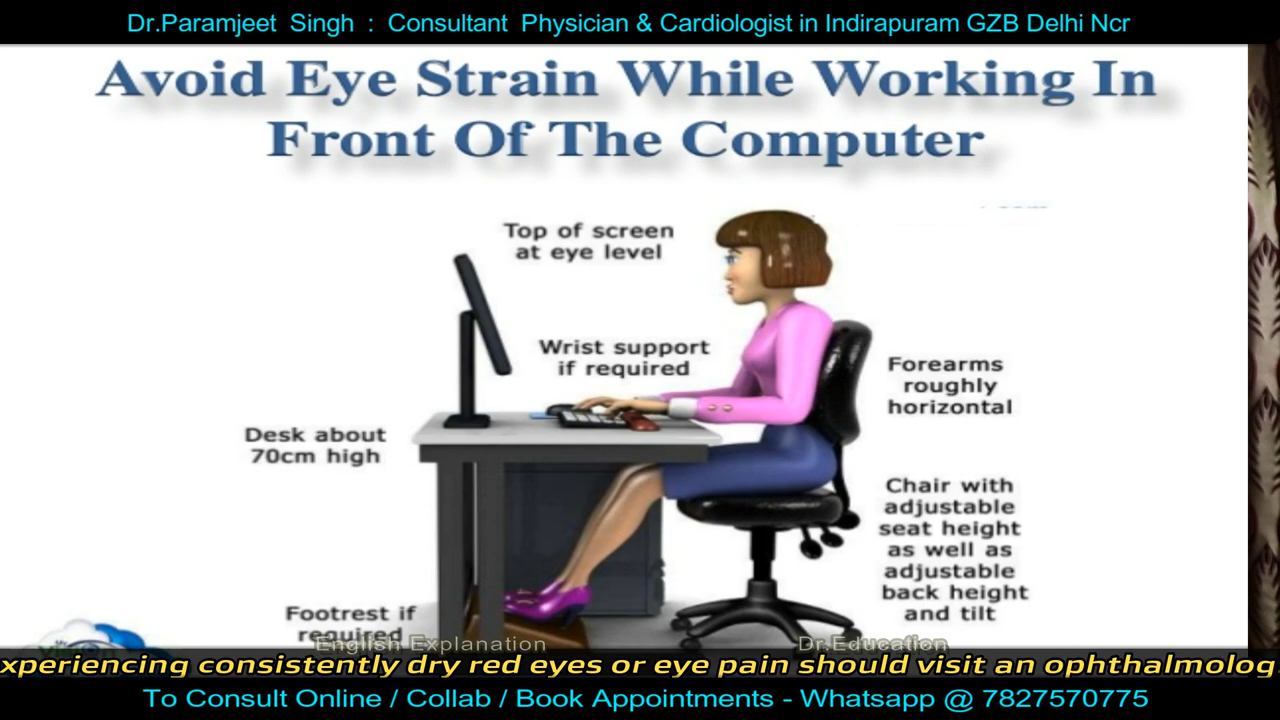 Dr.Paramjeet Singh : Consultant Physician & Cardiologist in Indirapuram GZB Delhi Ncr
Avoid Eye Strain While Working In
Front Of The Computer
Top of screen
at eye level
Wrist support
if required
Forearms
roughly
horizontal
Desk about
70cm high
Chair with
adjustable
seat height
as well as
adjustable
back height
and tilt
Footrest if
required
English Explanation
Dr.Education
xperiencing consistently dry red eyes or eye pain should visit an ophthalmolog
To Consult Online / Collab / Book Appointments - Whatsapp @ 7827570775